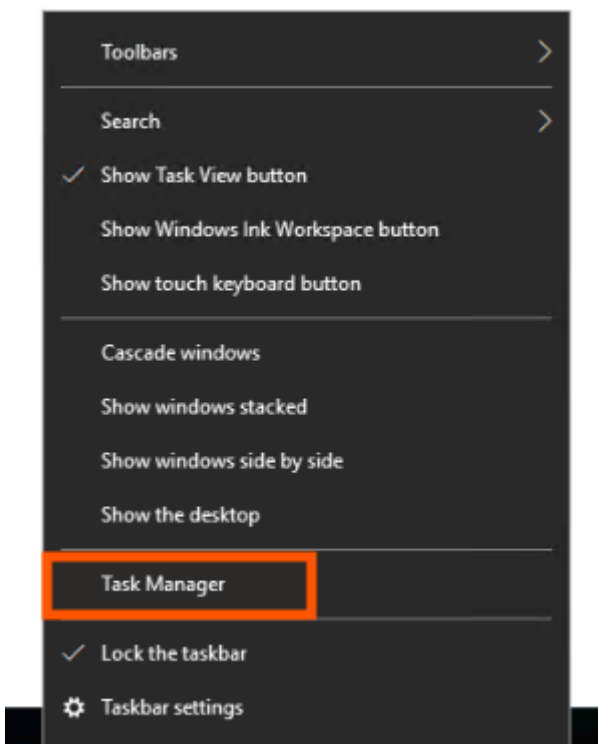 Toolbars
Search
Show Task View button
Show Windows Ink Workspace button
Show touch keyboard button
Cascade windows
Show windows stacked
Show windows side by side
Show the desktop
Task Manager
Lock the taskbar
Taskbar settings